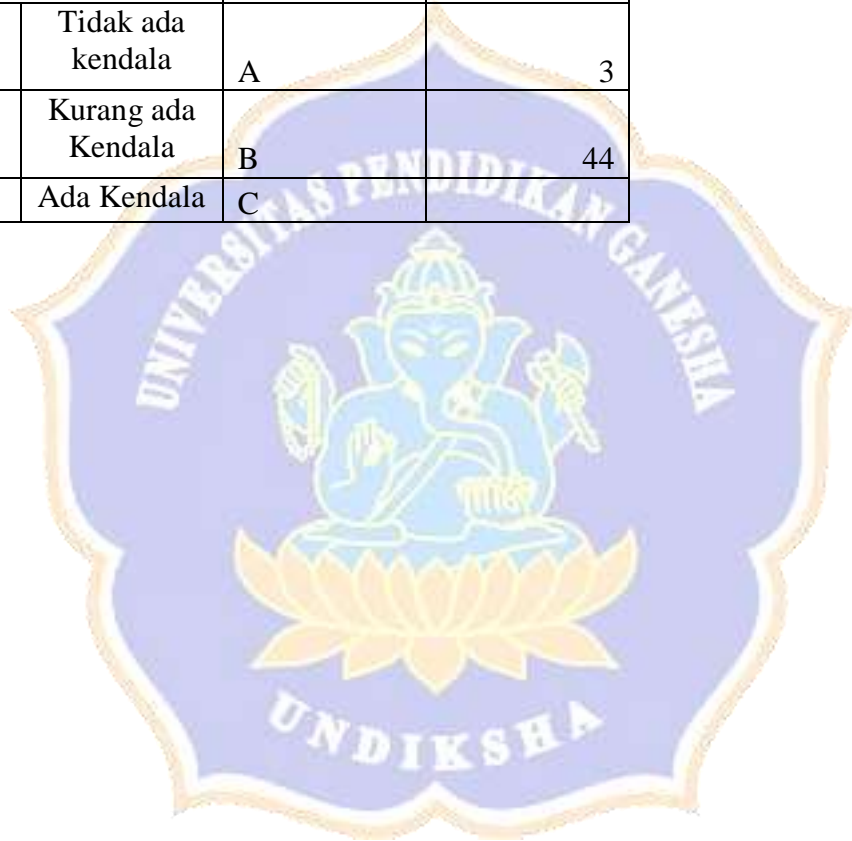 Tidak ada
kendala
A
3
Kurang ada
Kendala
B
44
Ada Kendala
C
UNIVERSITAS PENDIDIKAN GANESHA
UNDIKSHA